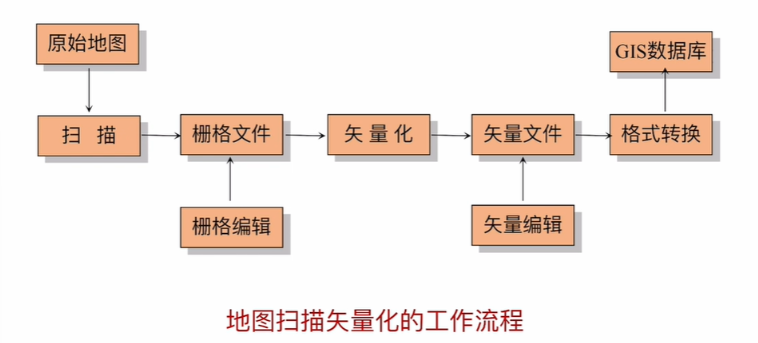 原始地图
GIS数据库
扫 描
栅格文件
矢 量 化
矢量文件
格式转换
栅格编辑
矢量编辑
地图扫描矢量化的工作流程